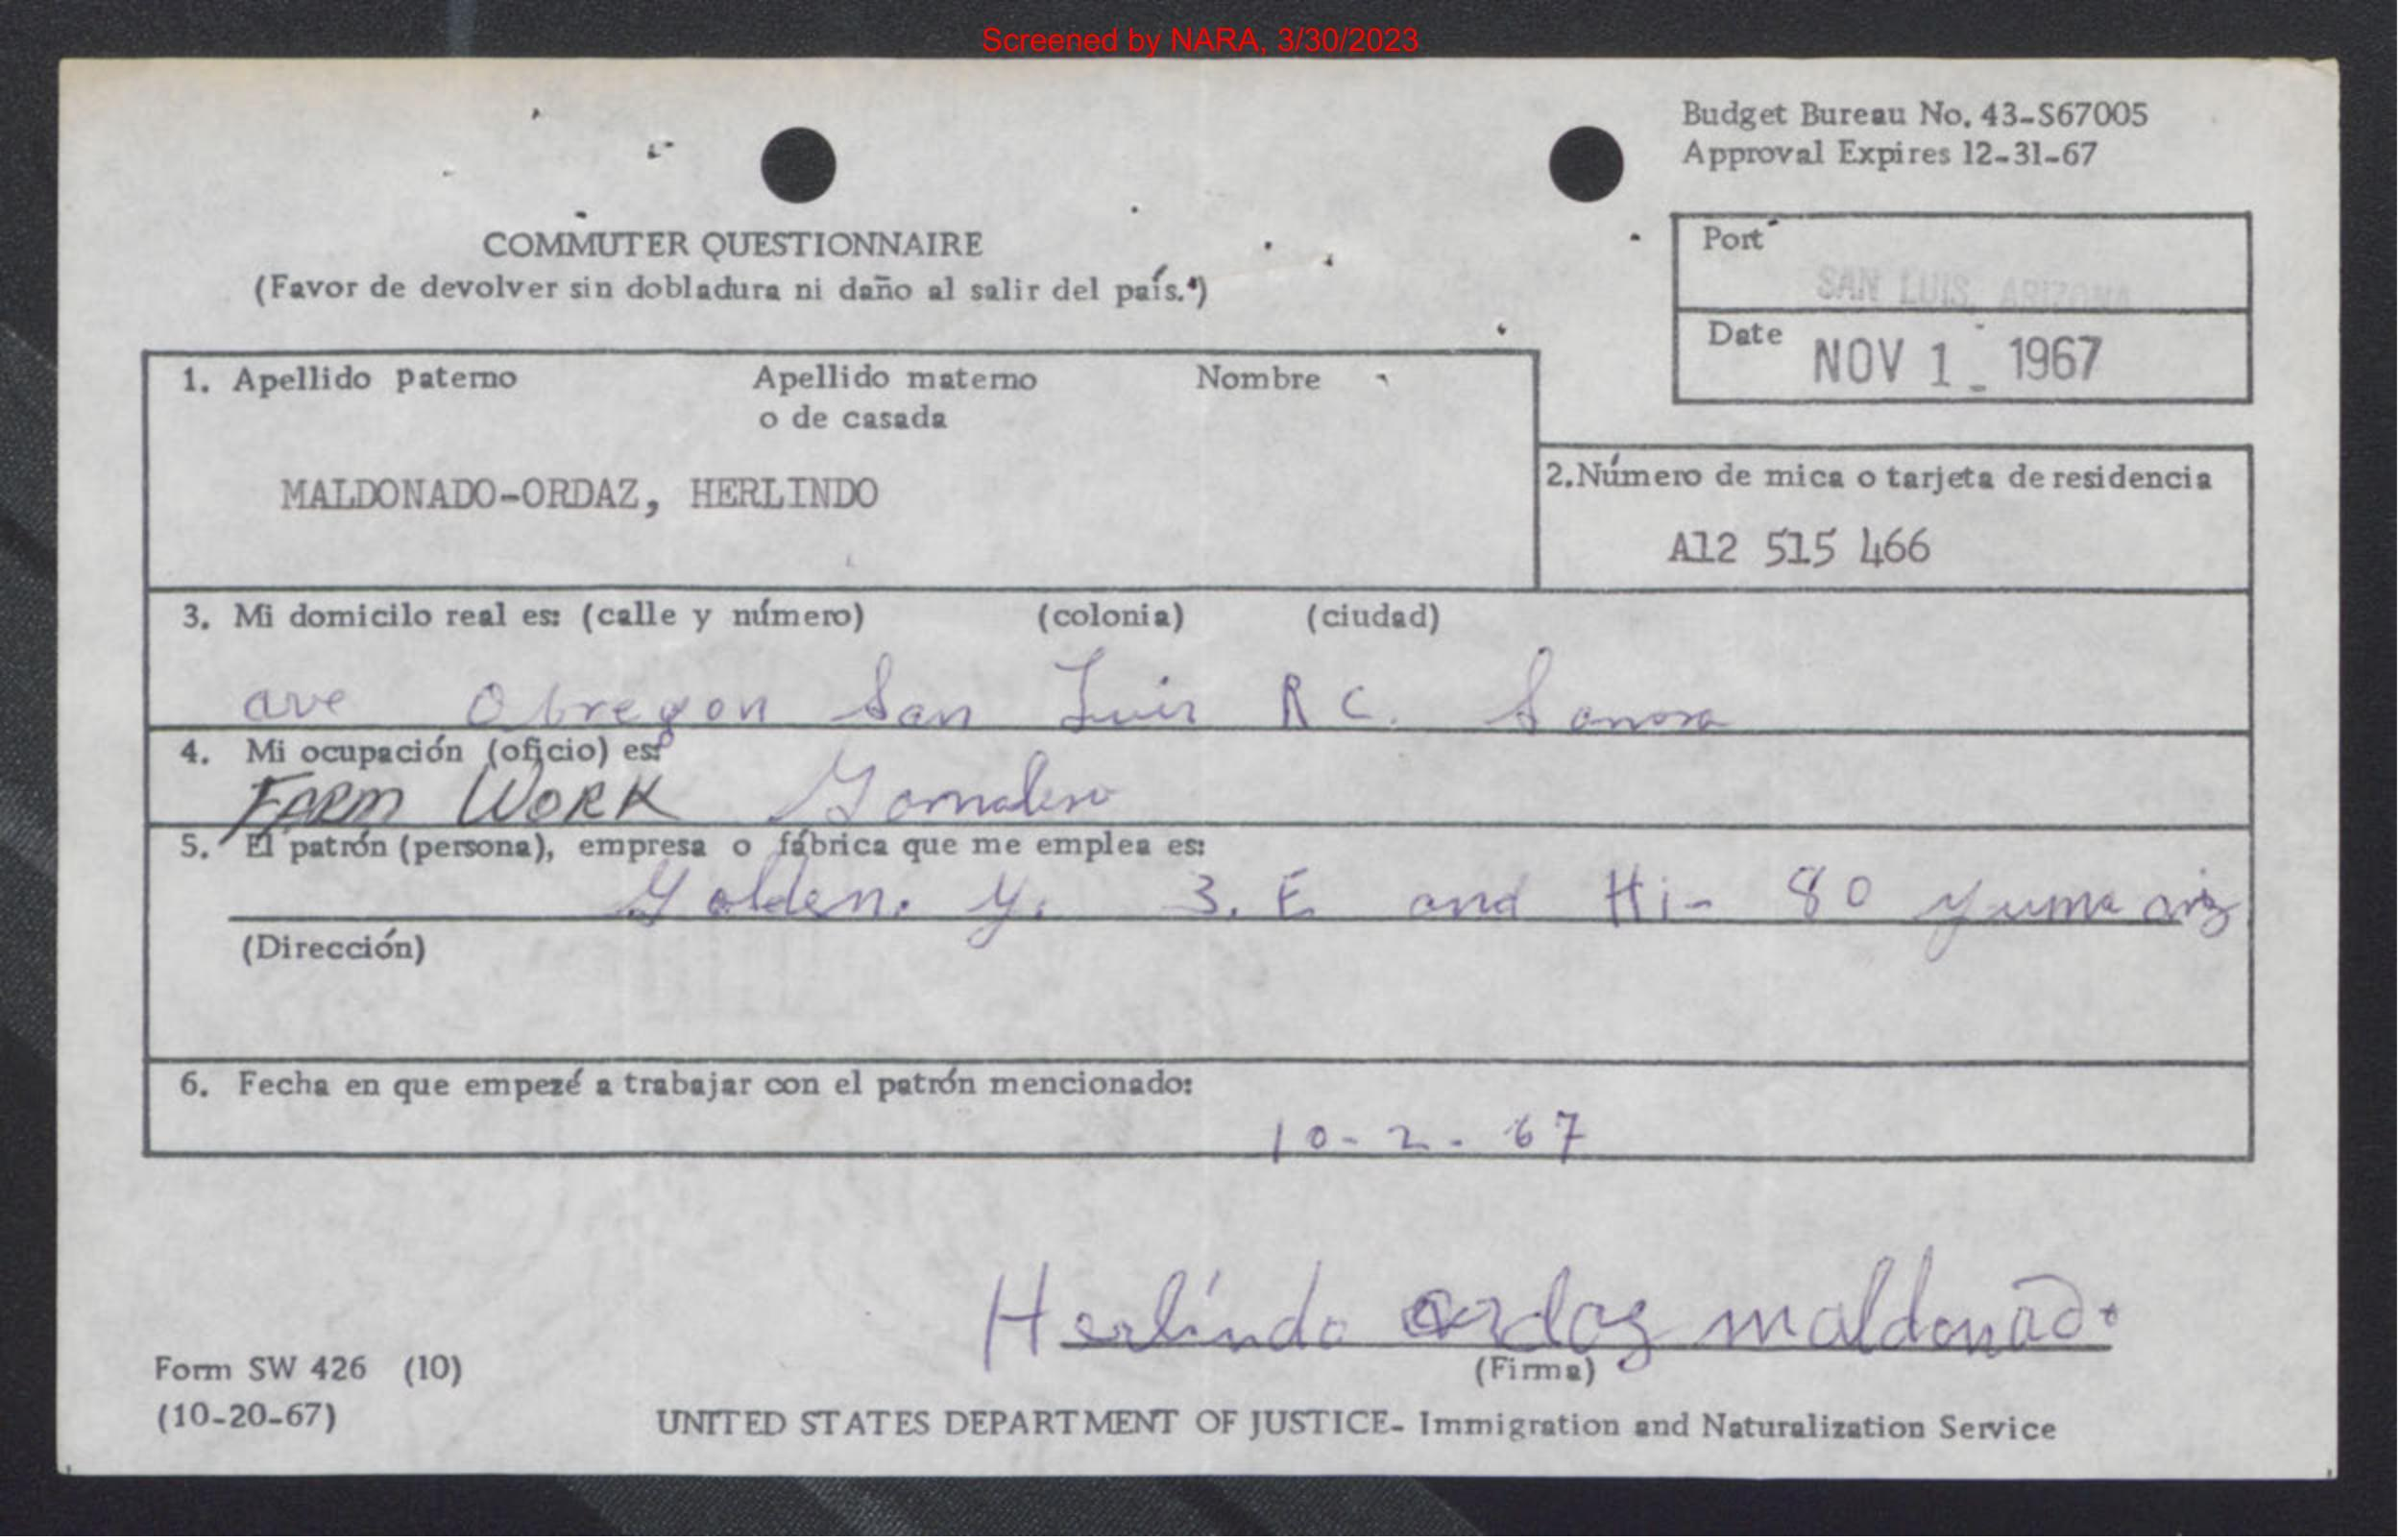 Screened by NARA, 3/30/2023
Budget Bureau No. 43-S67005
Approval Expires 12-31-67
COMMUTER QUESTIONNAIRE
(Favor de devolver sin dobladura ni daño al salir del país.)
Port
SAN LUIS, ARIZONA
Date NOV 1 1967
1. Apellido paterno Apellido materno Nombre
o de casada
MALDONADO-ORDAZ, HERLINDO
2. Número de mica o tarjeta de residencia
A12 515 466
3. Mi domicilo real es: (calle y número) (colonia) (ciudad)
ave Obregon San Luis R C. Sonora
4. Mi ocupación (oficio) es:
FARM WORK Gornalero
5. El patrón (persona), empresa o fábrica que me emplea es:
Golden. Y. 3. E and Hi- 80 Yuma ariz
(Dirección)
6. Fecha en que empezé a trabajar con el patrón mencionado:
10-2-67
Herlindo Ordaz maldonado
(Firma)
Form SW 426 (10)
(10-20-67)
UNITED STATES DEPARTMENT OF JUSTICE- Immigration and Naturalization Service